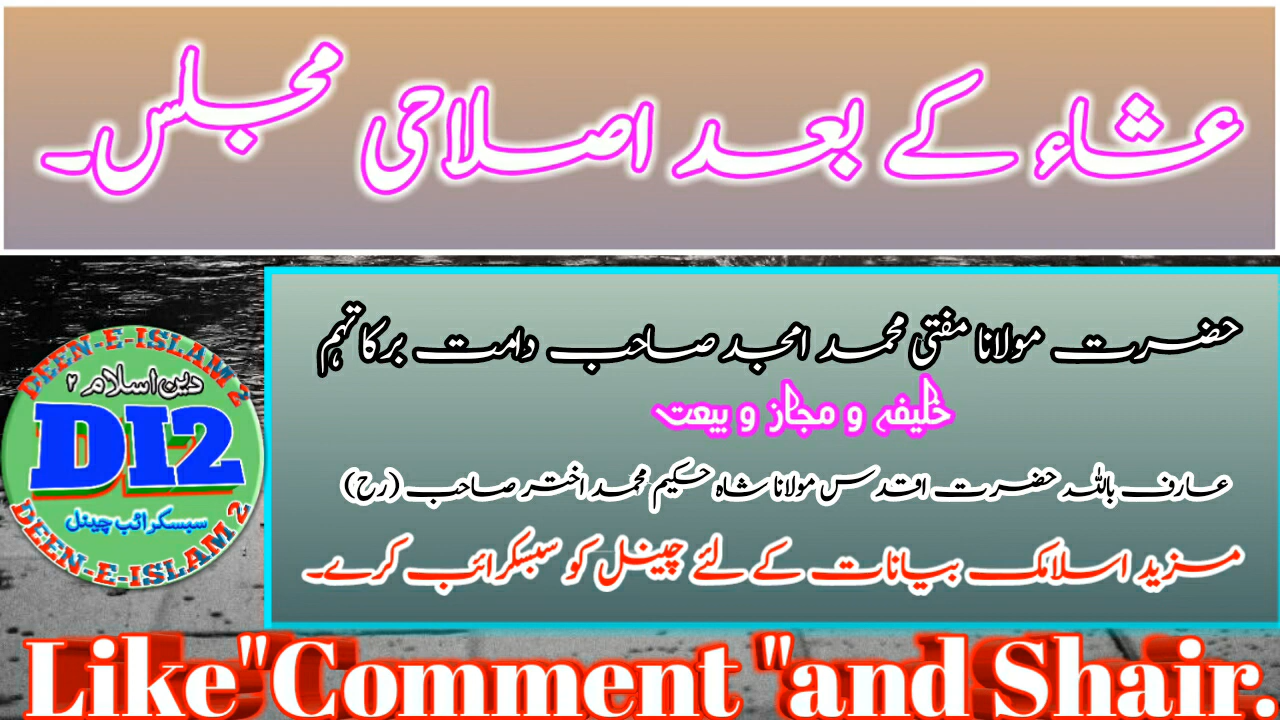 عشاء کے بعد اصلاحی مجلس۔
حضرت مولانا مفتی محمد امجد صاحب دامت برکاتہم
خلیفہ و مجاز و بیعت
عارف باللہ حضرت اقدس مولانا شاہ حکیم محمد اختر صاحب (رح)
مزید اسلامک بیانات کے لئے چینل کو سبسکرائب کرے۔
DEEN-E-ISLAM 2
دین اسلام ۲
DI2
سبسکرائب چینل
DEEN-E-ISLAM 2
Like"Comment "and Shair.